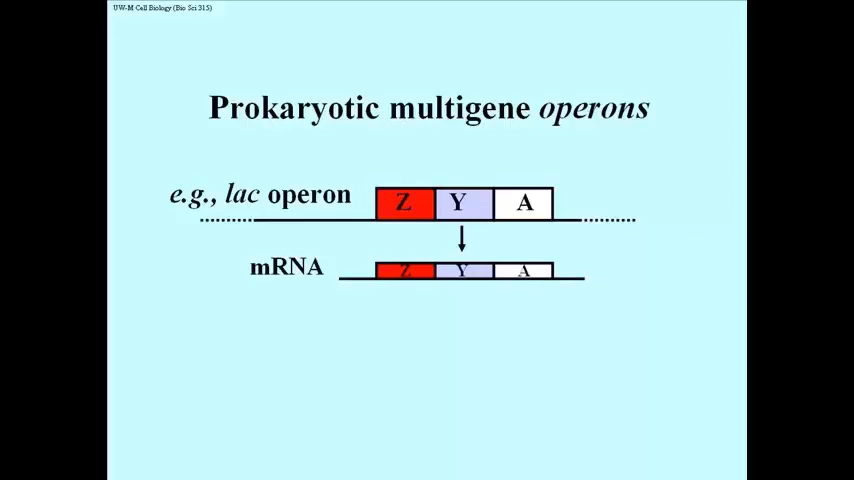 UW-M Cell Biology (Bio Sci 315)
Prokaryotic multigene operons
e.g., lac operon Z Y A
mRNA Z Y A